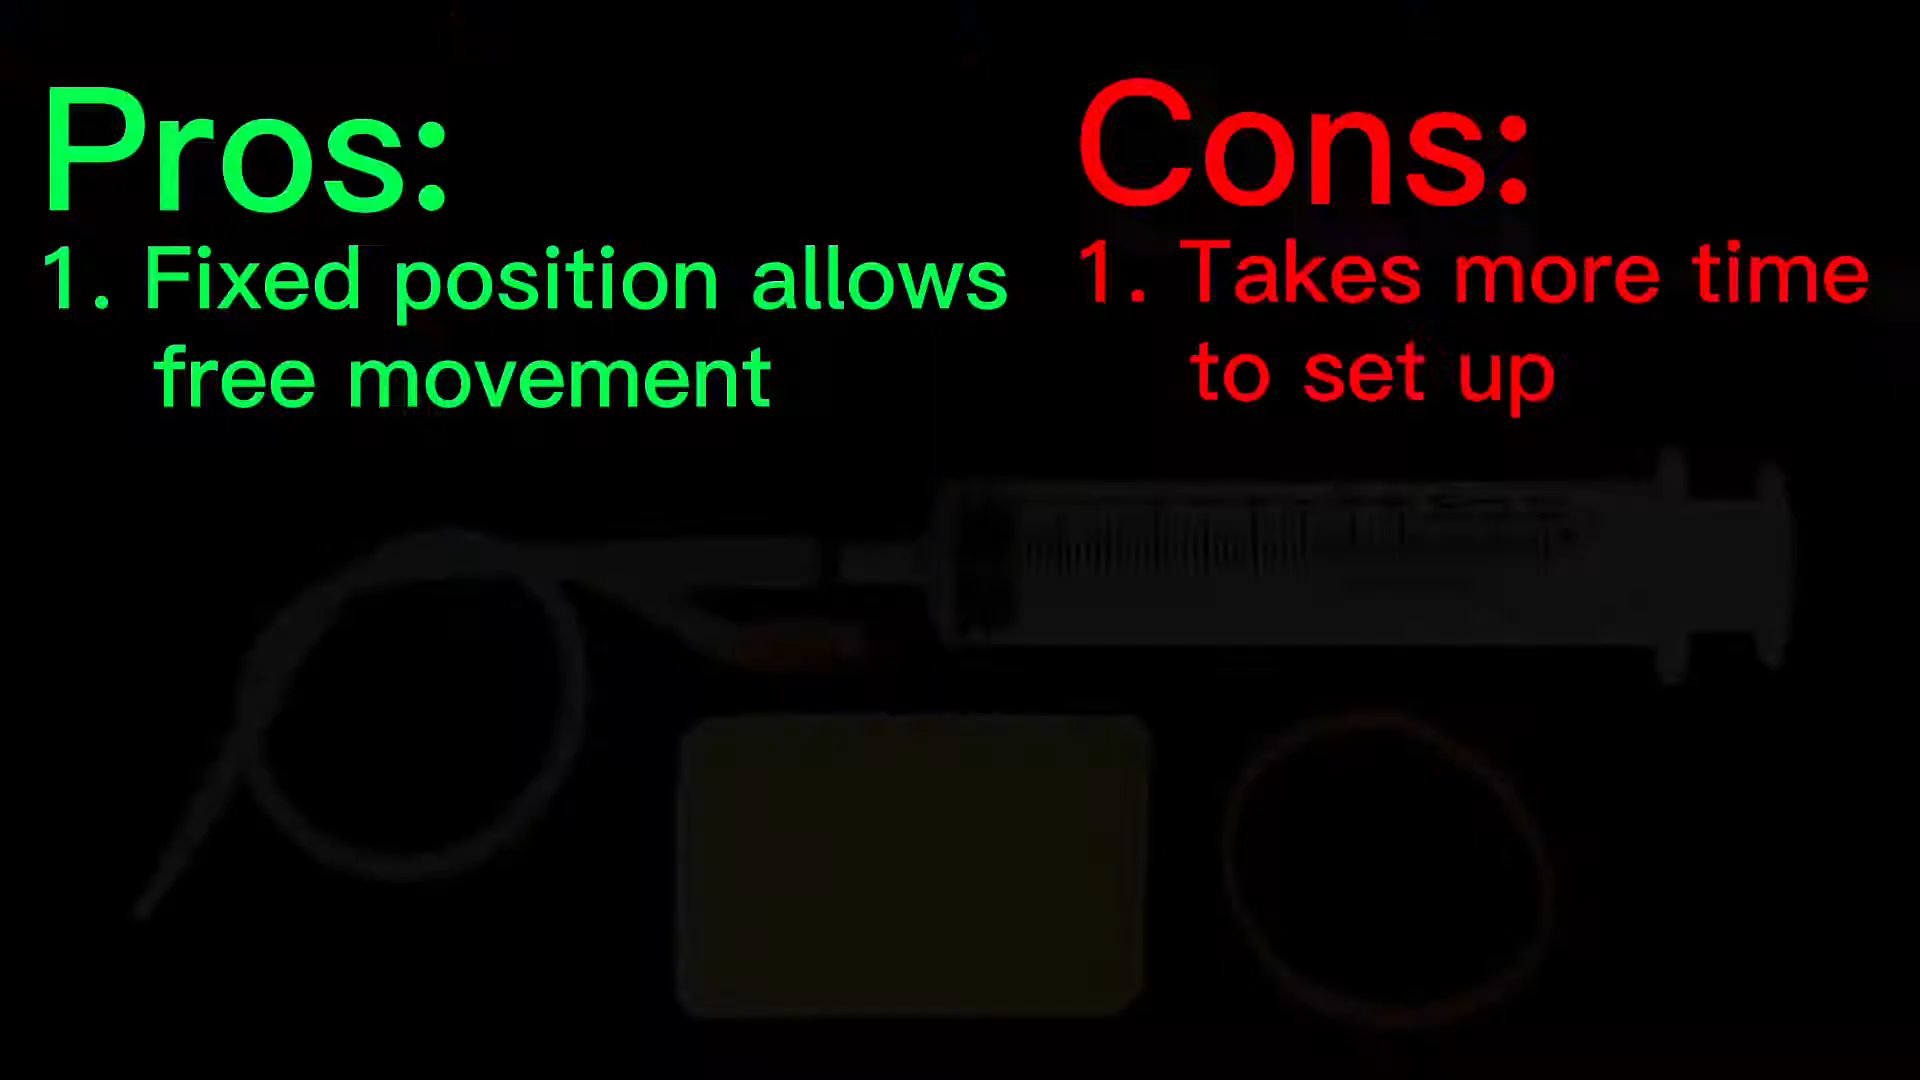 Pros:
1. Fixed position allows
free movement
Cons:
1. Takes more time
to set up